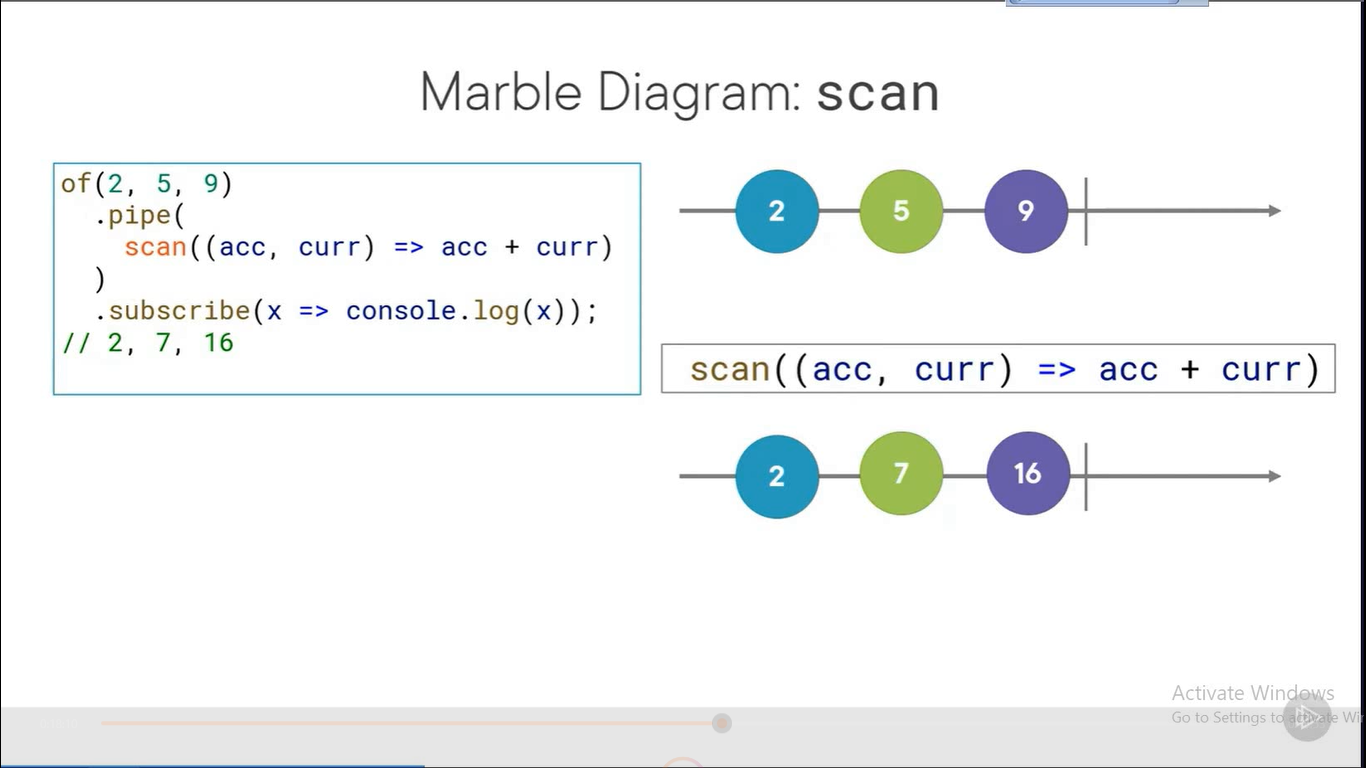 Marble Diagram: scan
of(2, 5, 9)
.pipe(
scan((acc, curr) => acc + curr)
)
.subscribe(x => console.log(x));
// 2, 7, 16
2 5 9
scan((acc, curr) => acc + curr)
2 7 16
Activate Windows
Go to Settings to activate Wi